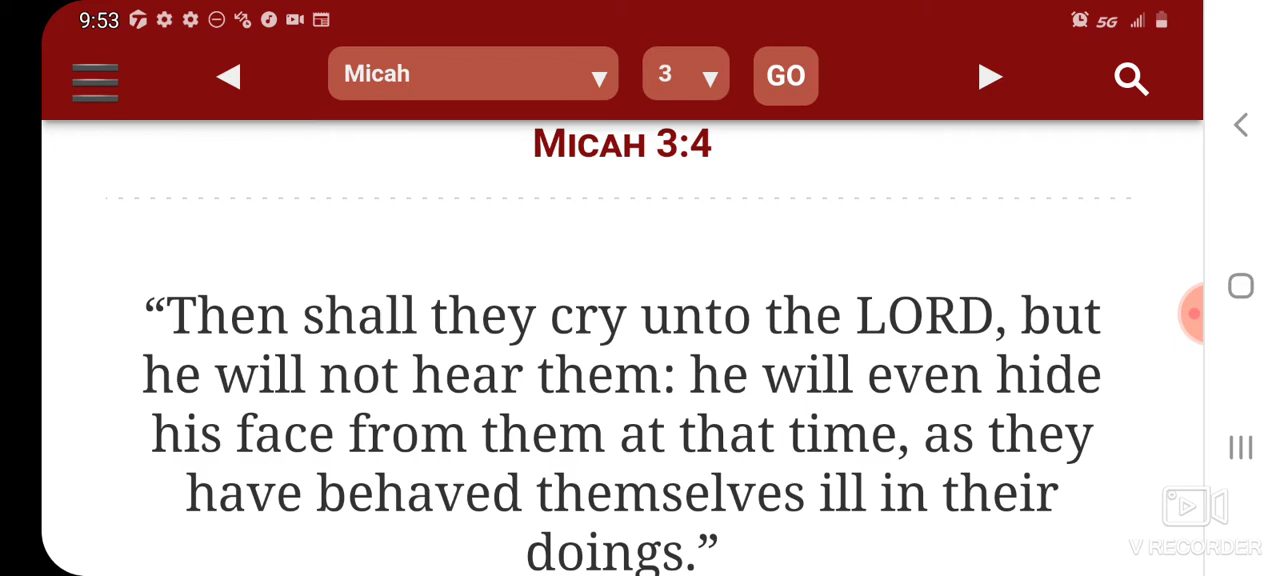 9:53
5G
Micah
3
GO
MICAH 3:4
“Then shall they cry unto the LORD, but
he will not hear them: he will even hide
his face from them at that time, as they
have behaved themselves ill in their
doings.”
V RECORDER